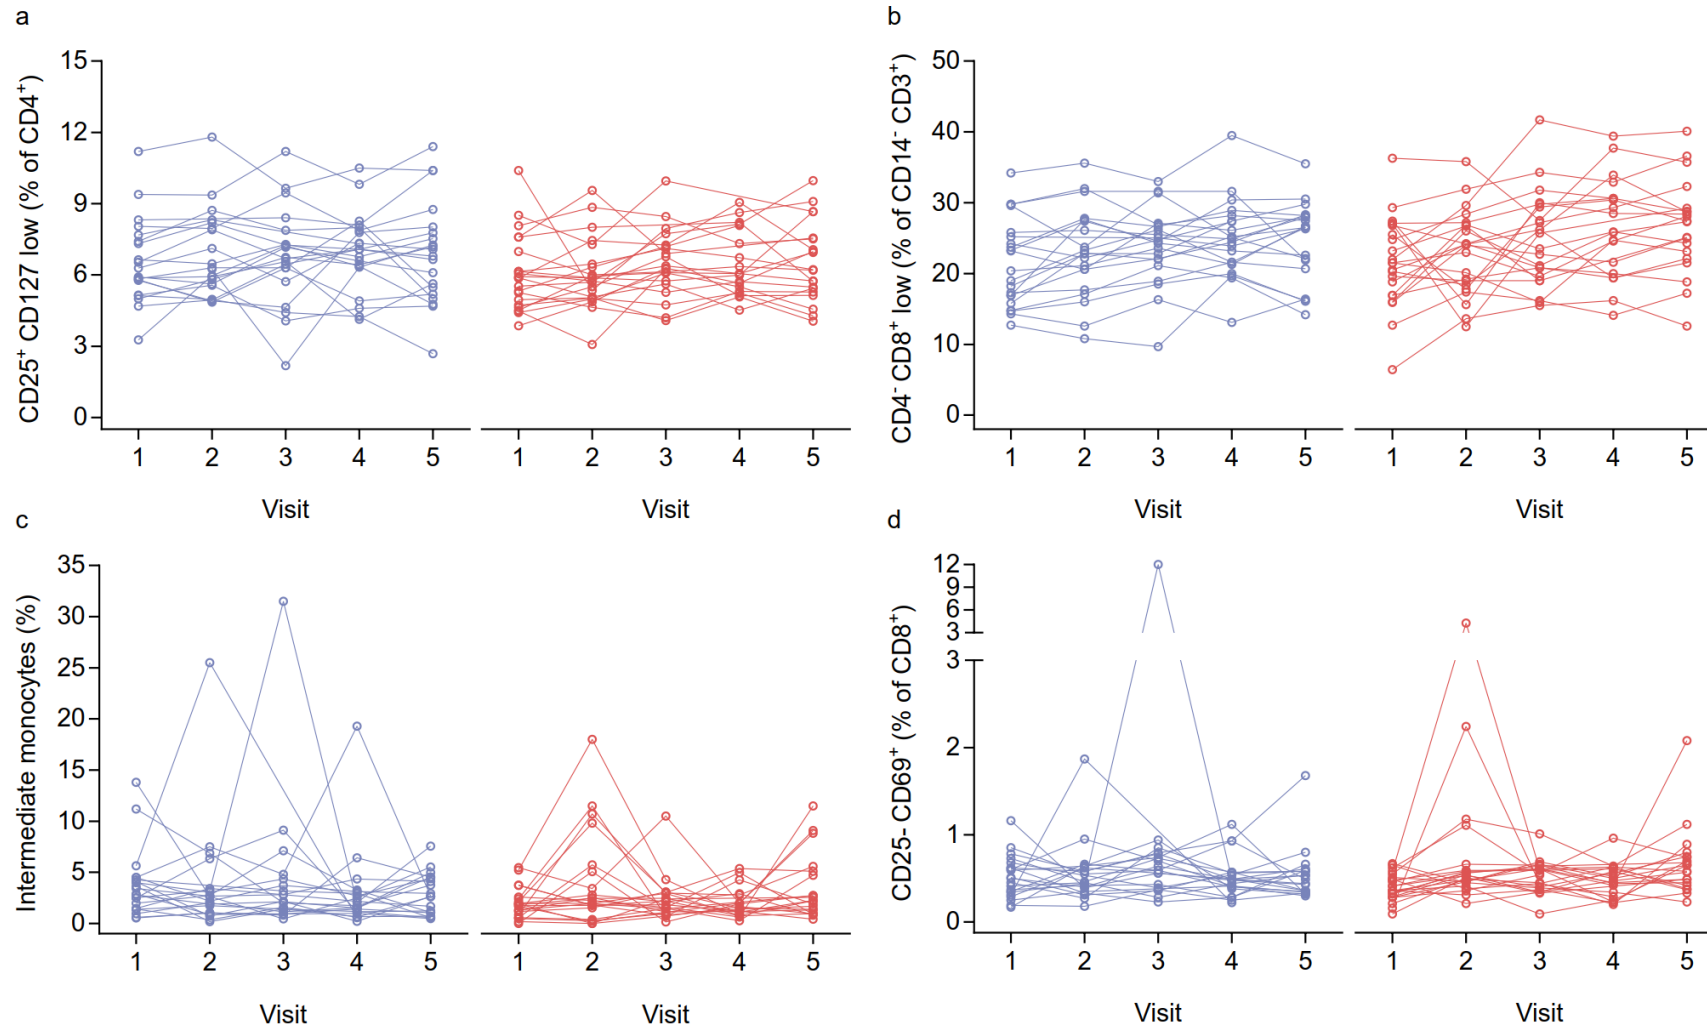 a
CD25⁺ CD127 low (% of CD4⁺)
15
12
9
6
3
0
1 2 3 4 5
1 2 3 4 5
Visit
Visit
b
CD4⁻ CD8⁺ low (% of CD14⁻ CD3⁺)
50
40
30
20
10
0
1 2 3 4 5
1 2 3 4 5
Visit
Visit
c
Intermediate monocytes (%)
35
30
25
20
15
10
5
0
1 2 3 4 5
1 2 3 4 5
Visit
Visit
d
CD25- CD69⁺ (% of CD8⁺)
12
9
6
3
3
2
1
0
1 2 3 4 5
1 2 3 4 5
Visit
Visit